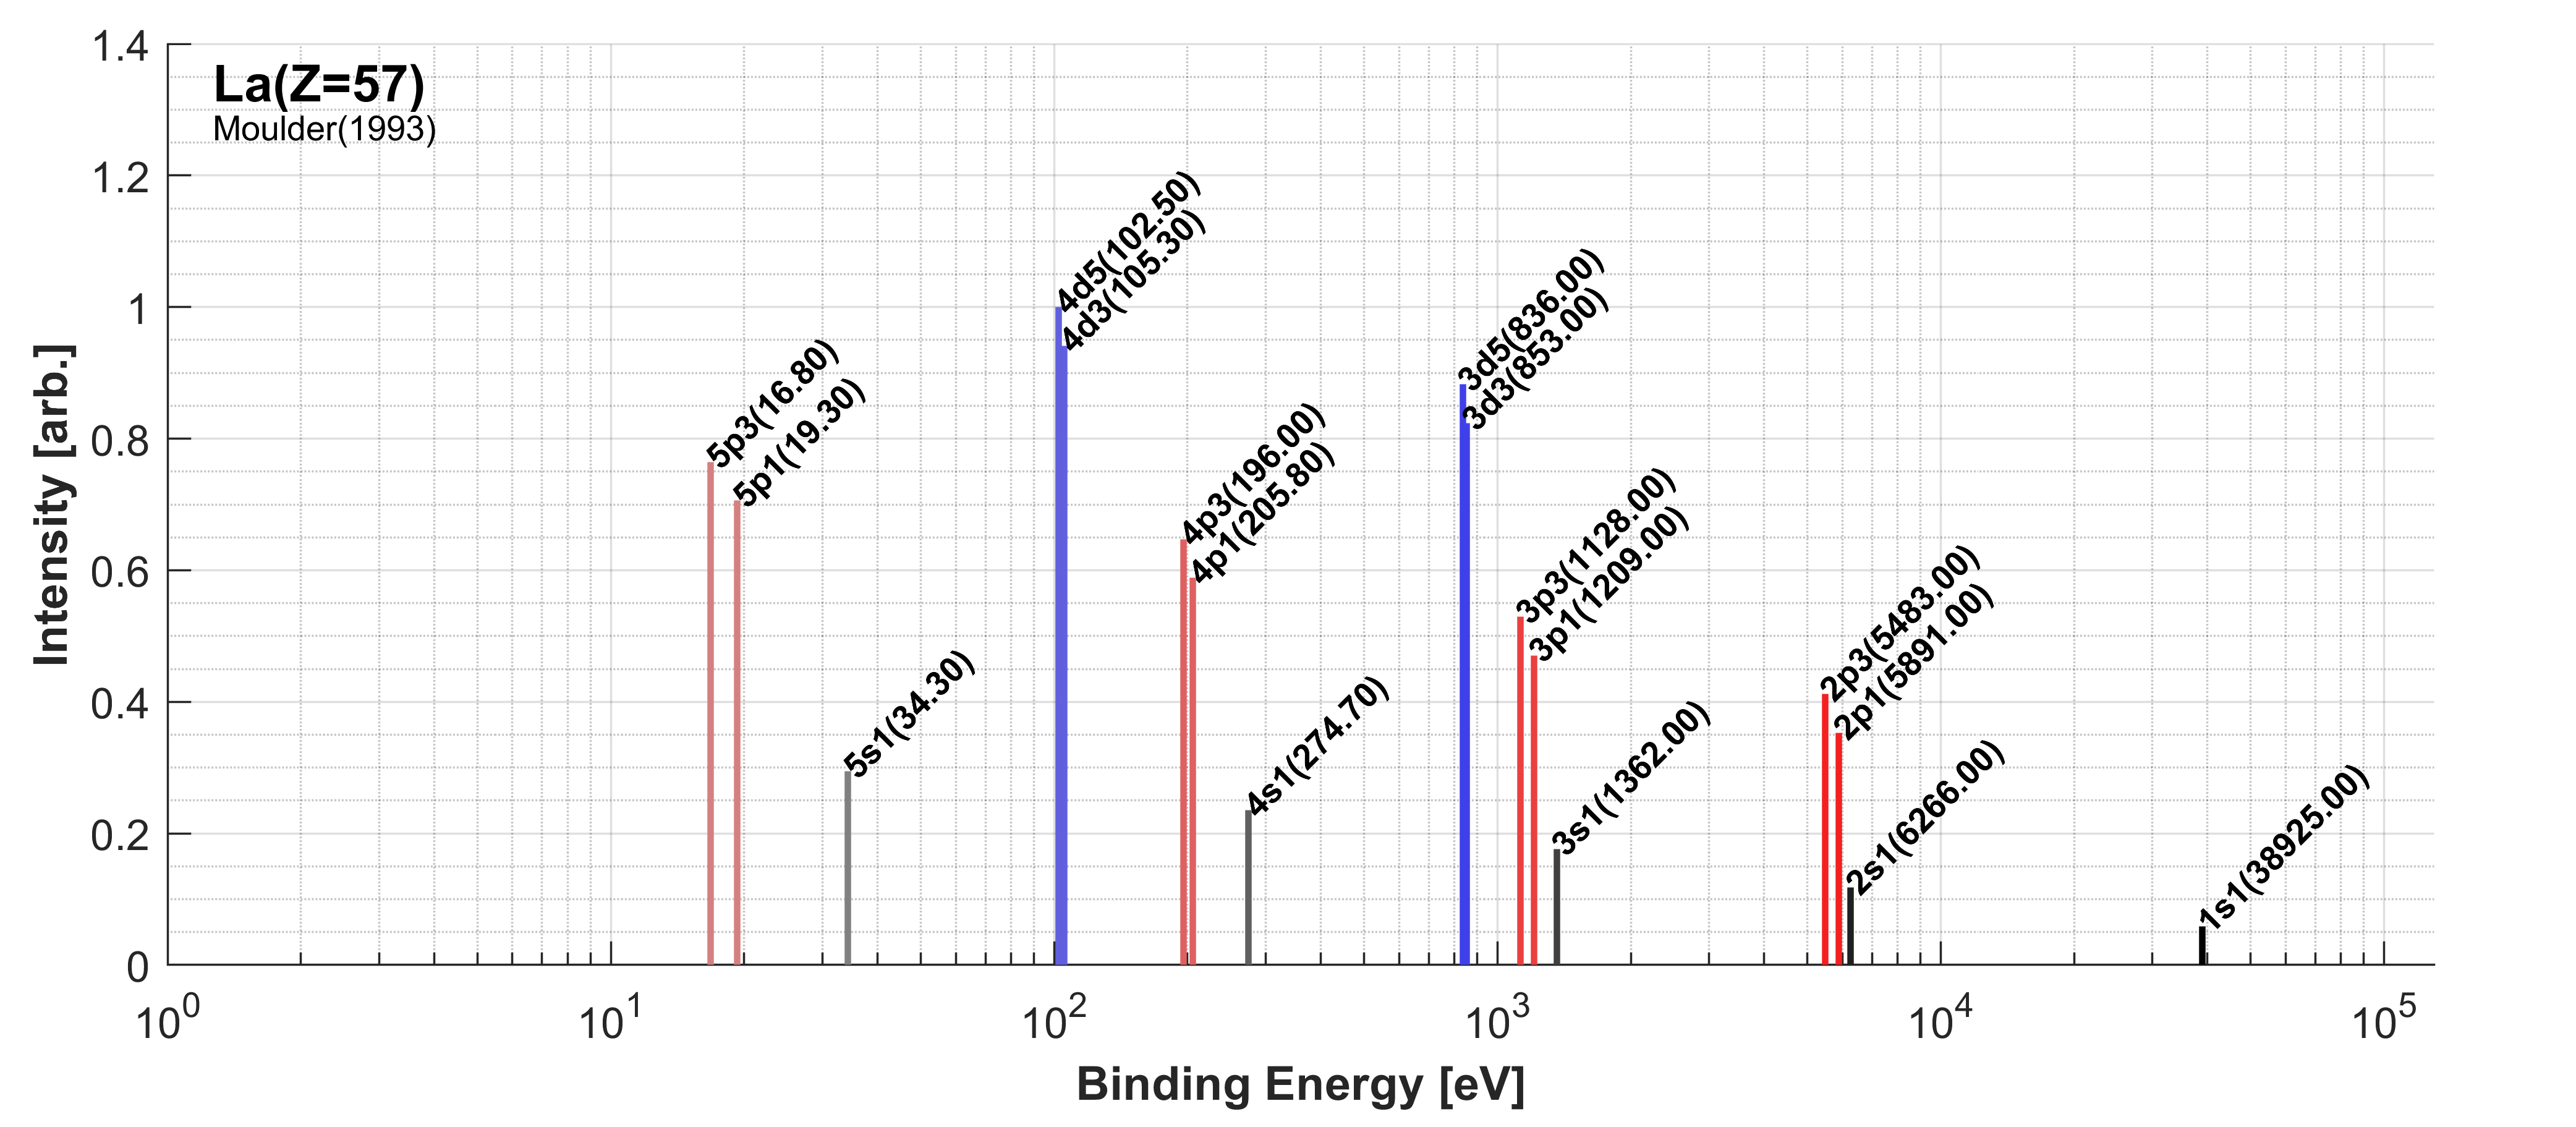 La(Z=57)
Moulder(1993)
Intensity [arb.]
1.4
1.2
1
0.8
0.6
0.4
0.2
0
5p3(16.80)
5p1(19.30)
5s1(34.30)
4d5(102.50)
4d3(105.30)
4p3(196.00)
4p1(205.80)
4s1(274.70)
3d5(836.00)
3d3(853.00)
3p3(1128.00)
3p1(1209.00)
3s1(1362.00)
2p3(5483.00)
2p1(5891.00)
2s1(6266.00)
1s1(38925.00)
10^0 10^1 10^2 10^3 10^4 10^5
Binding Energy [eV]